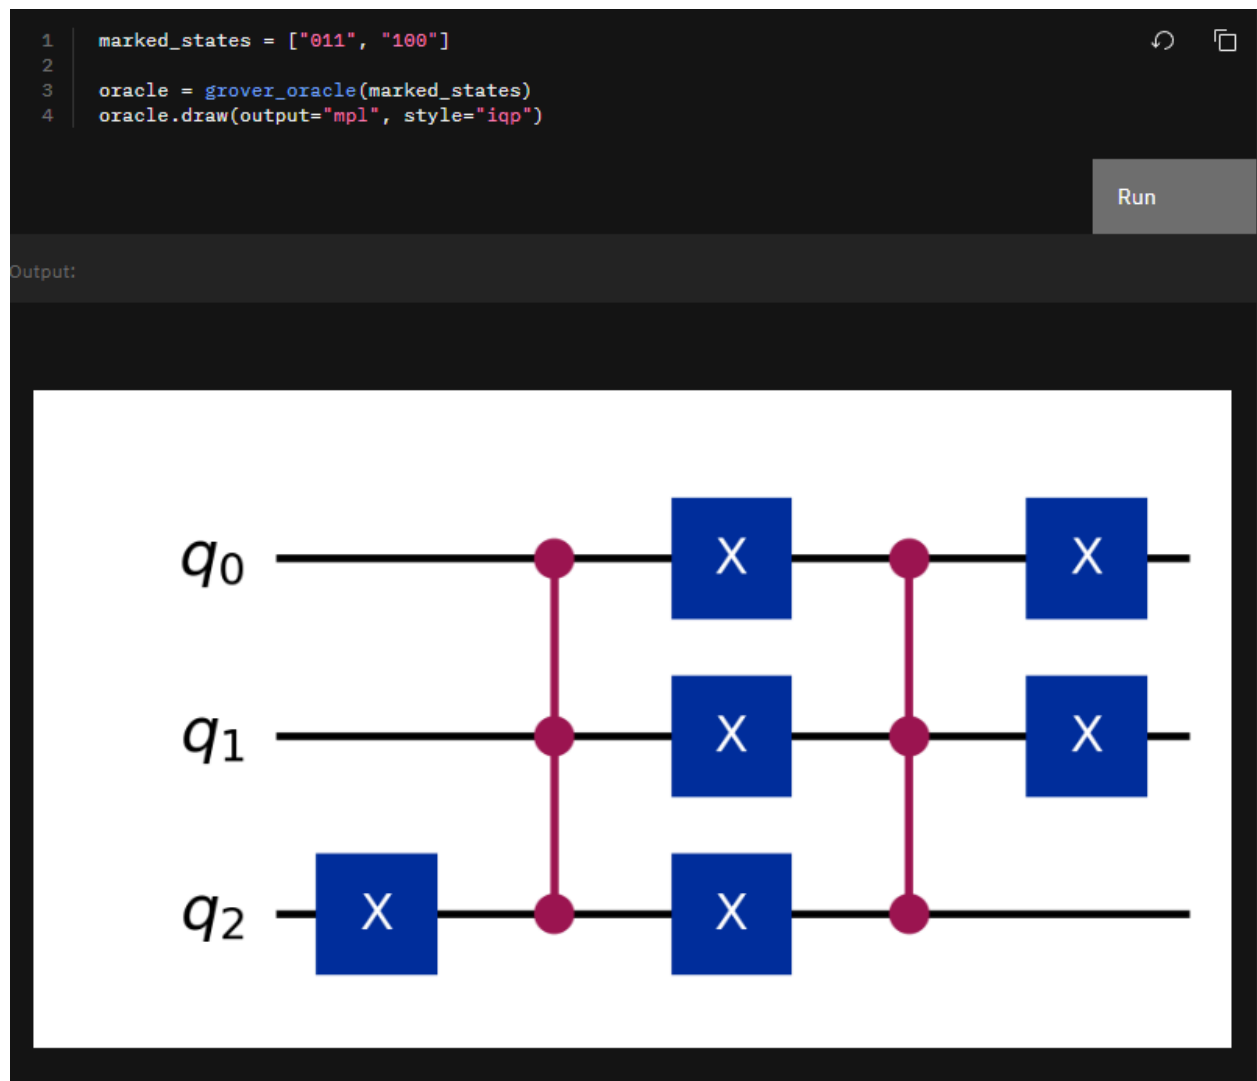 1 marked_states = ["011", "100"]
2
3 oracle = grover_oracle(marked_states)
4 oracle.draw(output="mpl", style="iqp")
Run
Output:
q0 X X
q1 X X
q2 X X